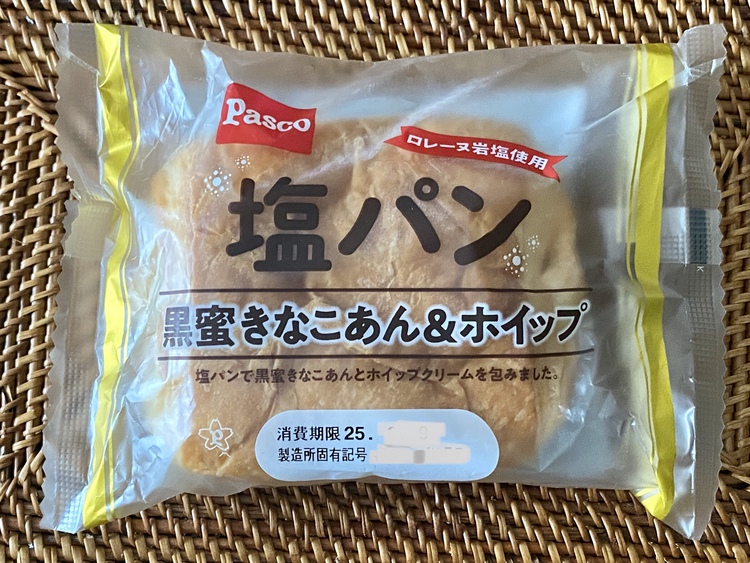 Pasco
ロレーヌ岩塩使用
塩パン
黒蜜きなこあん&ホイップ
塩パンで黒蜜きなこあんとホイップクリームを包みました。
P
消費期限 25.
製造所固有記号
K